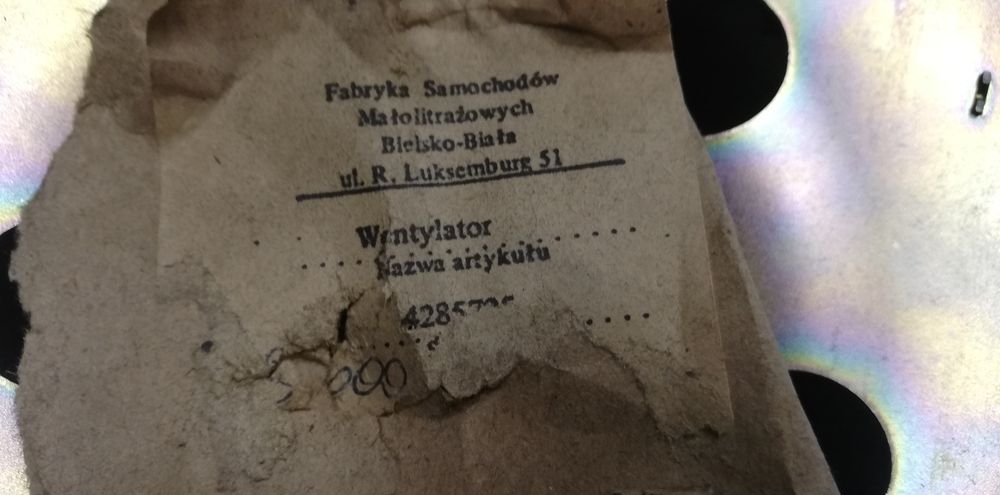 Fabryka Samochodów
Małolitrażowych
Bielsko-Biała
ul. R. Luksemburg 51
Wentylator
Nazwa artykułu